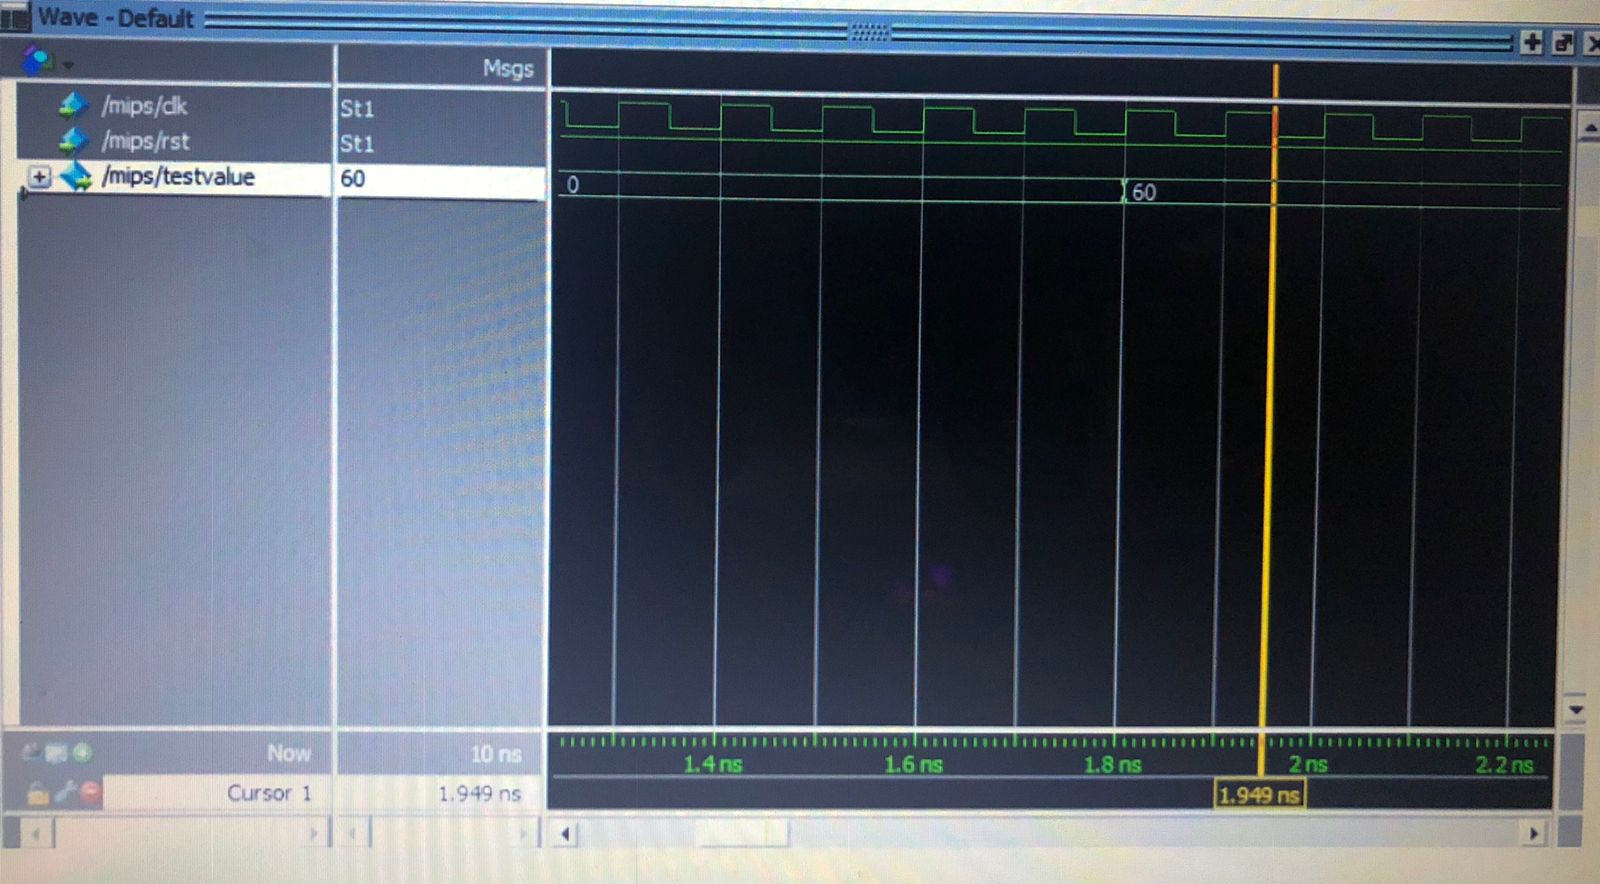 Wave - Default
Msgs
/mips/clk St1
/mips/rst St1
/mips/testvalue 60
0 60
Now 10 ns
1.4 ns 1.6 ns 1.8 ns 2 ns 2.2 ns
Cursor 1 1.949 ns
1.949 ns